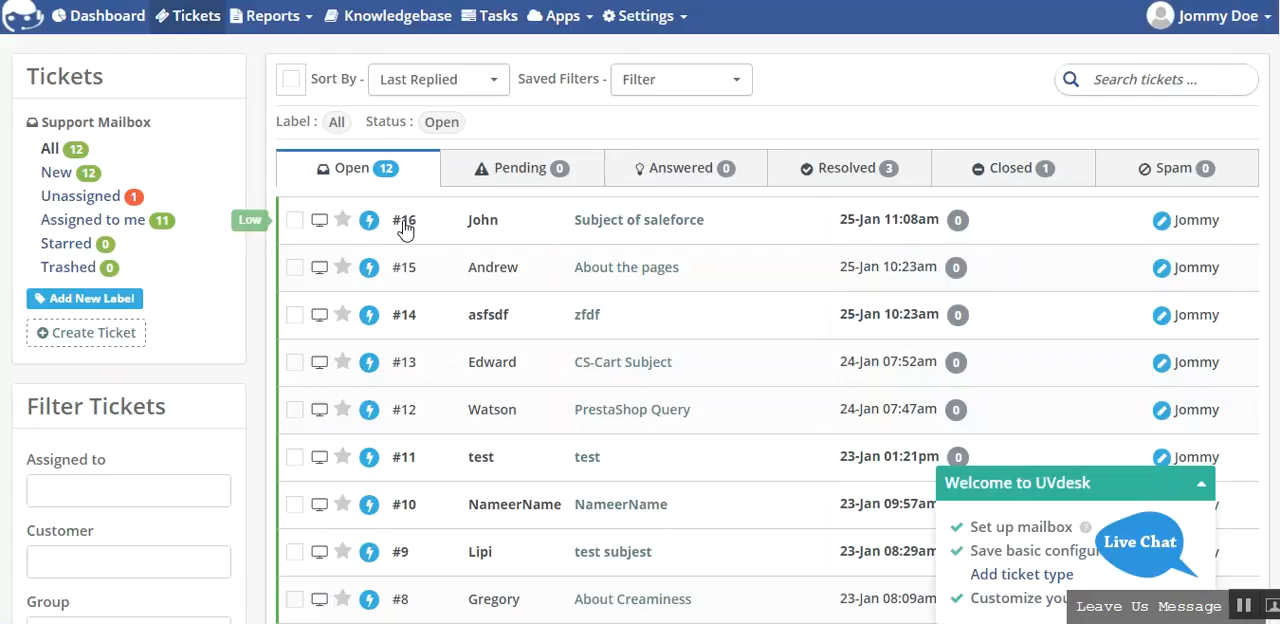 Dashboard Tickets Reports Knowledgebase Tasks Apps Settings Jommy Doe
Tickets
Support Mailbox
All 12
New 12
Unassigned 1
Assigned to me 11
Starred 0
Trashed 0
Add New Label
Create Ticket
Filter Tickets
Assigned to
Customer
Group
Sort By - Last Replied Saved Filters - Filter Search tickets ...
Label : All Status : Open
Open 12 Pending 0 Answered 0 Resolved 3 Closed 1 Spam 0
Low #16 John Subject of saleforce 25-Jan 11:08am 0 Jommy
#15 Andrew About the pages 25-Jan 10:23am 0 Jommy
#14 asfsdf zfdf 25-Jan 10:23am 0 Jommy
#13 Edward CS-Cart Subject 24-Jan 07:52am 0 Jommy
#12 Watson PrestaShop Query 24-Jan 07:47am 0 Jommy
#11 test test 23-Jan 01:21pm 0 Jommy
#10 NameerName NameerName 23-Jan 09:57am
#9 Lipi test subjest 23-Jan 08:29am
#8 Gregory About Creaminess 23-Jan 08:09am
Welcome to UVdesk
Set up mailbox ?
Save basic configu
Add ticket type
Customize you
Live Chat
Leave Us Message